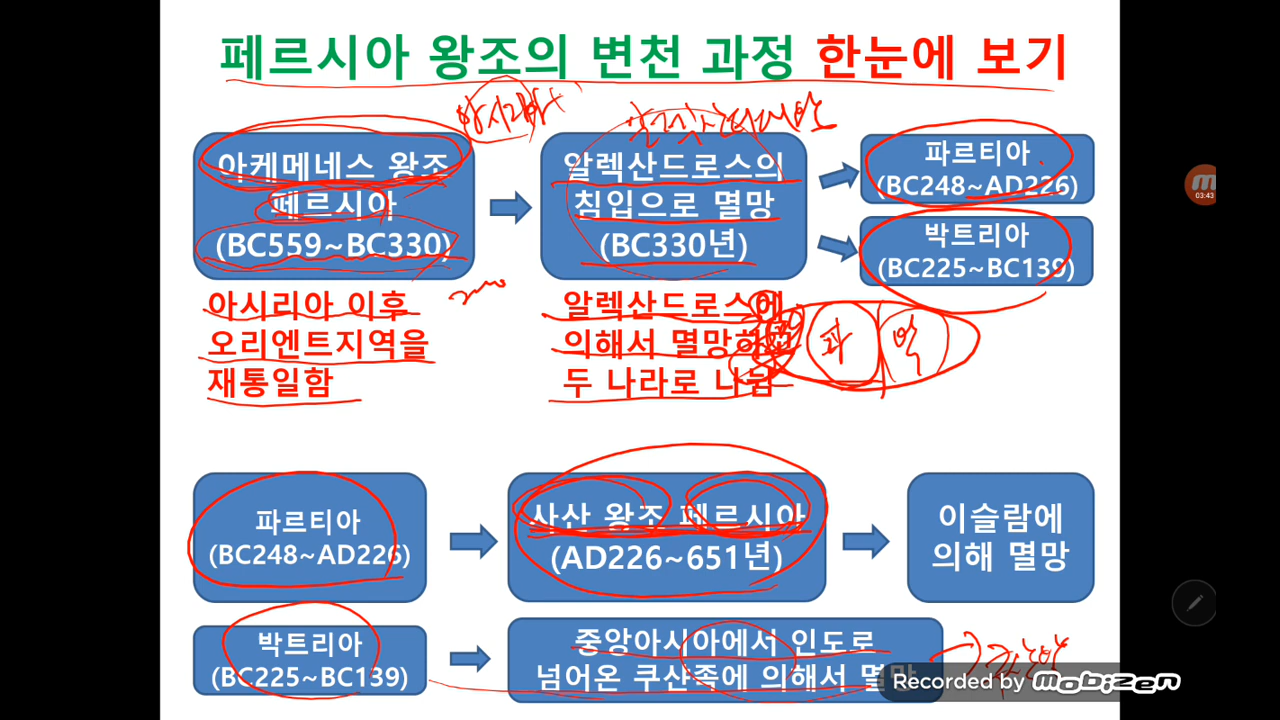 페르시아 왕조의 변천 과정 한눈에 보기
아케메네스 왕조
페르시아
(BC559~BC330)
알렉산드로스의
침입으로 멸망
(BC330년)
파르티아
(BC248~AD226)
박트리아
(BC225~BC139)
아시리아 이후
오리엔트지역을
재통일함
알렉산드로스에
의해서 멸망하고
두 나라로 나뉨
파
박
파르티아
(BC248~AD226)
사산 왕조 페르시아
(AD226~651년)
이슬람에
의해 멸망
박트리아
(BC225~BC139)
중앙아시아에서 인도로
넘어온 쿠샨족에 의해서 멸망
Recorded by mobizen
03:43